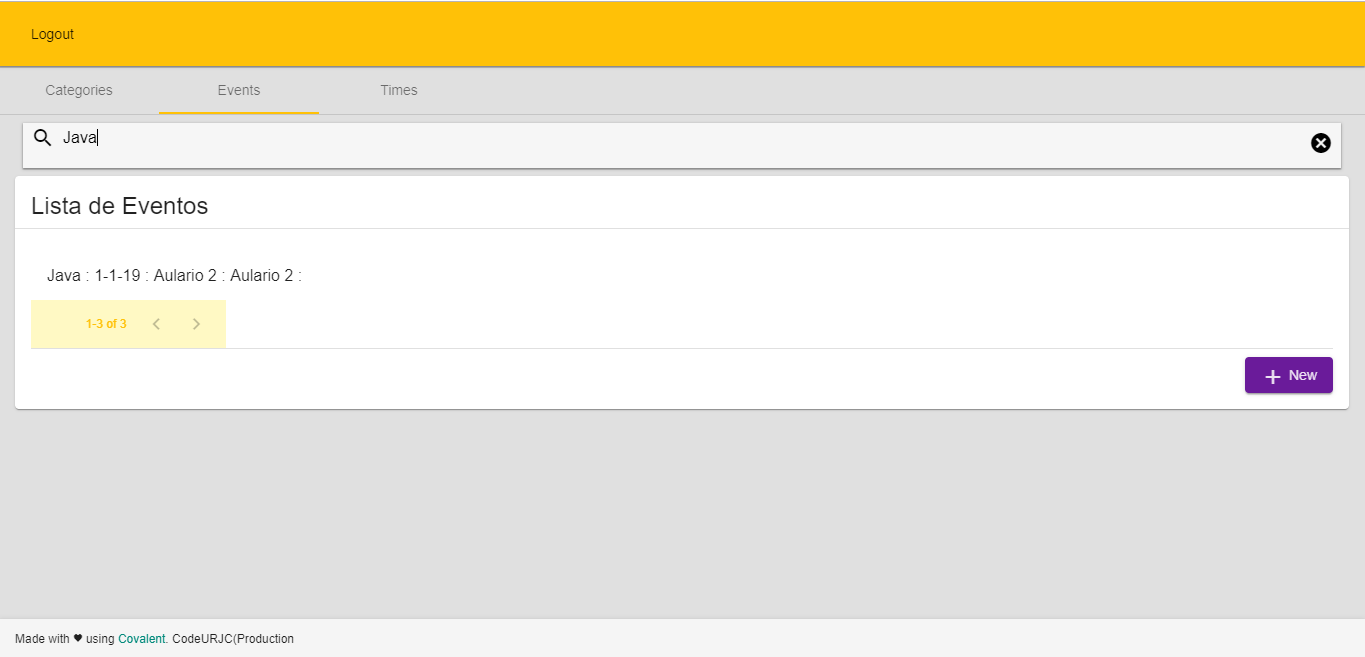 Logout
Categories Events Times
Java
Lista de Eventos
Java : 1-1-19 : Aulario 2 : Aulario 2 :
1-3 of 3
New
Made with ♥ using Covalent. CodeURJC(Production